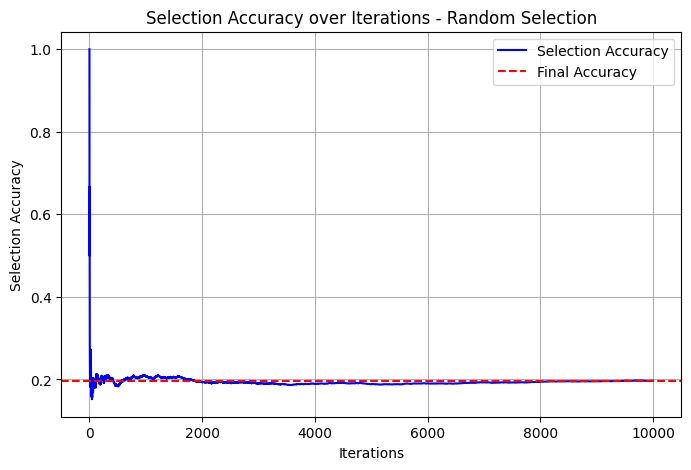 Selection Accuracy over Iterations - Random Selection
Selection Accuracy
Final Accuracy
1.0
0.8
0.6
0.4
0.2
Selection Accuracy
0
2000
4000
6000
8000
10000
Iterations